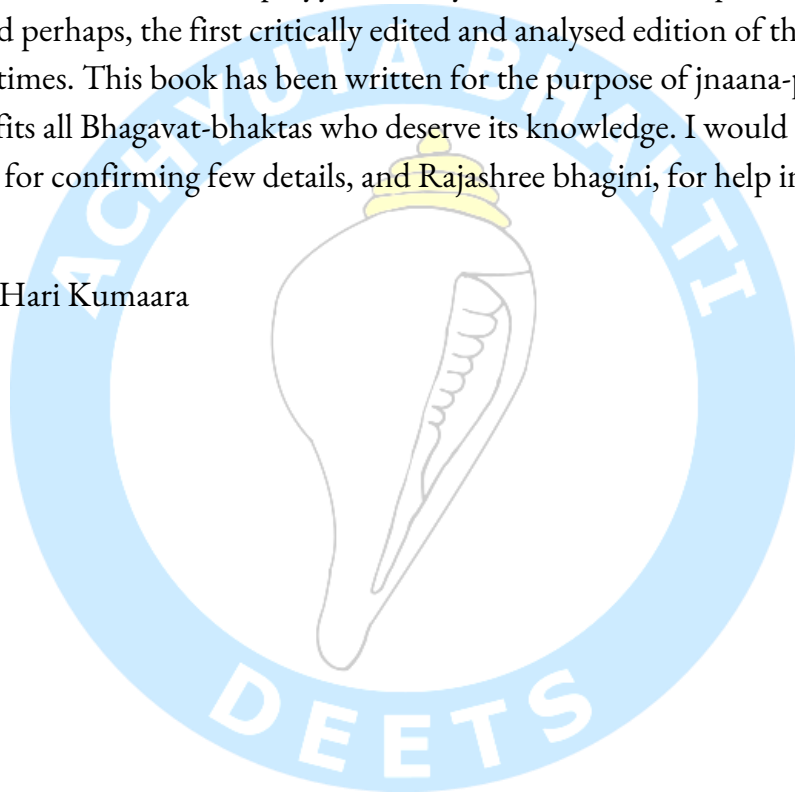 d perhaps, the first critically edited and analysed edition of th
times. This book has been written for the purpose of jnaana-p
fits all Bhagavat-bhaktas who deserve its knowledge. I would
for confirming few details, and Rajashree bhagini, for help in
Hari Kumaara
ACHYUTA BHAKTI
DEETS